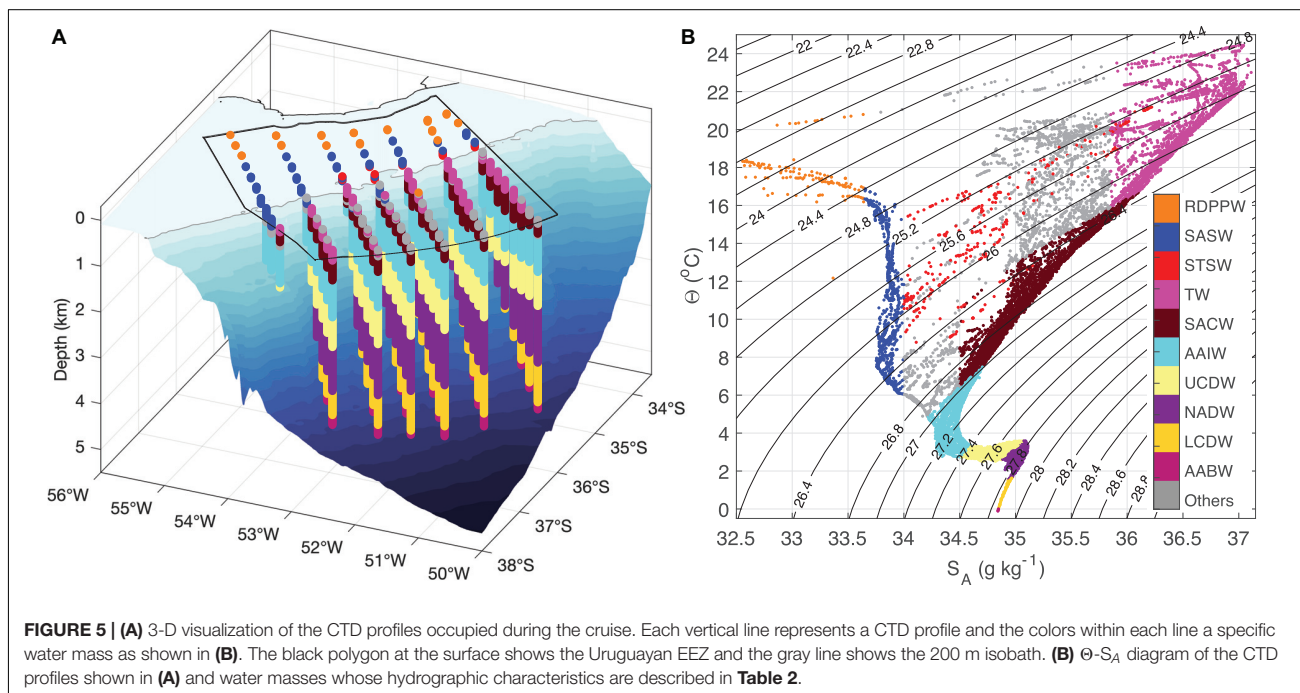 A
0
1
2
3
4
5
Depth (km)
56°W
55°W
54°W
53°W
52°W
51°W
50°W
34°S
35°S
36°S
37°S
38°S
B
24
22
20
18
16
14
12
10
8
6
4
2
0
Θ (°C)
32.5
33
33.5
34
34.5
35
35.5
36
36.5
37
S_A (g kg⁻¹)
22
22.4
22.8
24.4
24.8
24
24.4
24.8
25.2
25.6
26
26.4
26.8
27
27.2
27.4
27.6
27.8
28
28.2
28.4
28.6
28.8
RDPPW
SASW
STSW
TW
SACW
AAIW
UCDW
NADW
LCDW
AABW
Others
FIGURE 5 | (A) 3-D visualization of the CTD profiles occupied during the cruise. Each vertical line represents a CTD profile and the colors within each line a specific
water mass as shown in (B). The black polygon at the surface shows the Uruguayan EEZ and the gray line shows the 200 m isobath. (B) Θ-S_A diagram of the CTD
profiles shown in (A) and water masses whose hydrographic characteristics are described in Table 2.